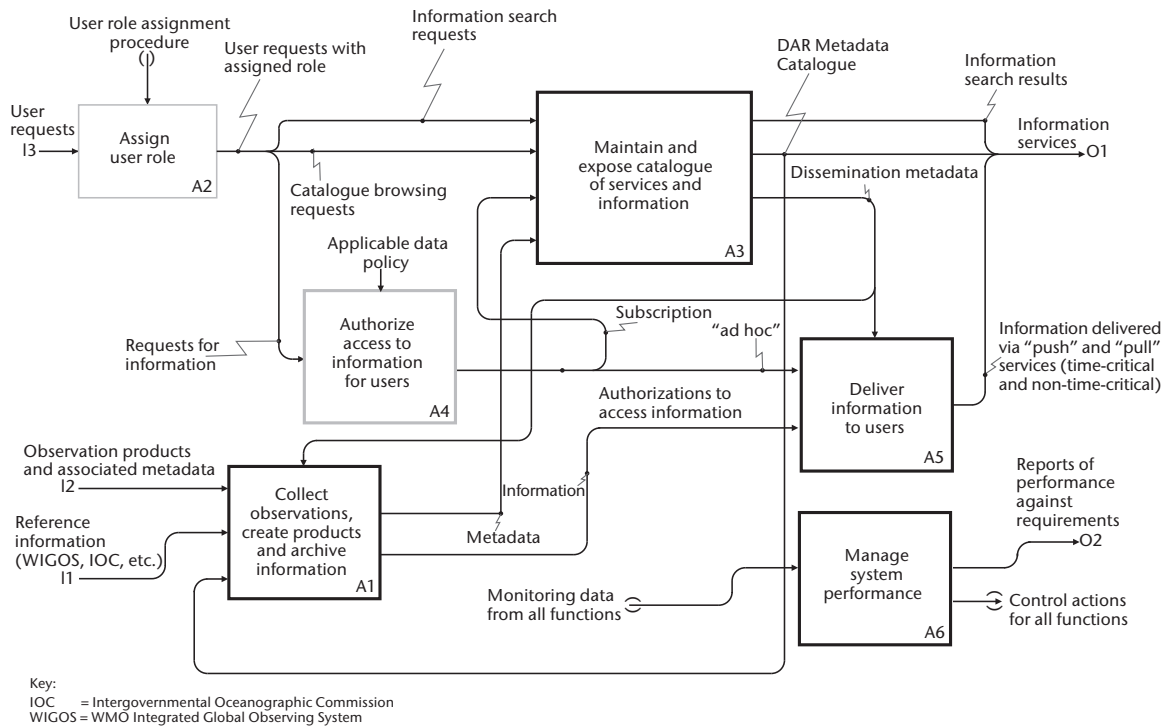 User role assignment
procedure
( )
User requests with
assigned role
Information search
requests
DAR Metadata
Catalogue
Information
search results
User
requests
I3
Assign
user role
A2
Catalogue browsing
requests
Maintain and
expose catalogue
of services and
information
A3
Dissemination metadata
Information
services
O1
Applicable data
policy
Authorize
access to
information
for users
A4
Requests for
information
Subscription
"ad hoc"
Authorizations to
access information
Deliver
information
to users
A5
Information delivered
via "push" and "pull"
services (time-critical
and non-time-critical)
Observation products
and associated metadata
I2
Reference
information
(WIGOS, IOC, etc.)
I1
Collect
observations,
create products
and archive
information
A1
Information
Metadata
Monitoring data
from all functions
Manage
system
performance
A6
Reports of
performance
against
requirements
O2
Control actions
for all functions
Key:
IOC = Intergovernmental Oceanographic Commission
WIGOS = WMO Integrated Global Observing System